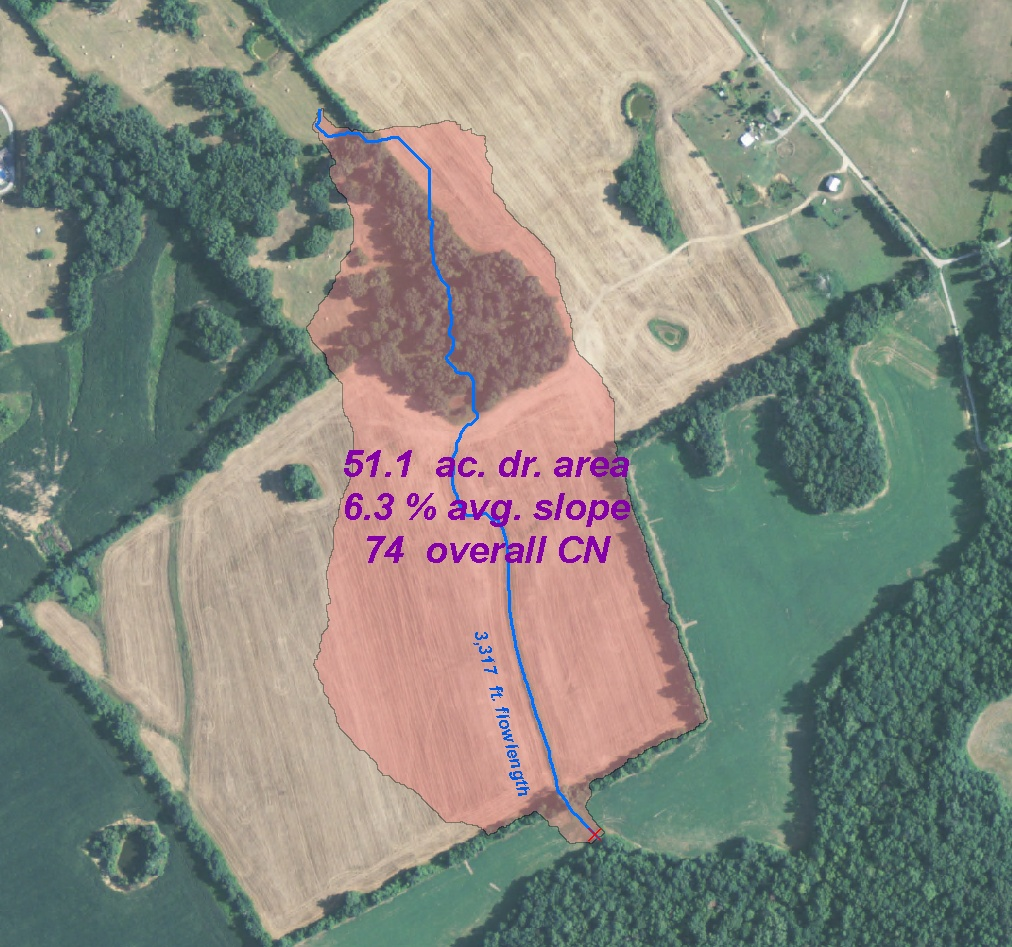 51.1 ac. dr. area
6.3 % avg. slope
74 overall CN
3,317 ft. flowlength